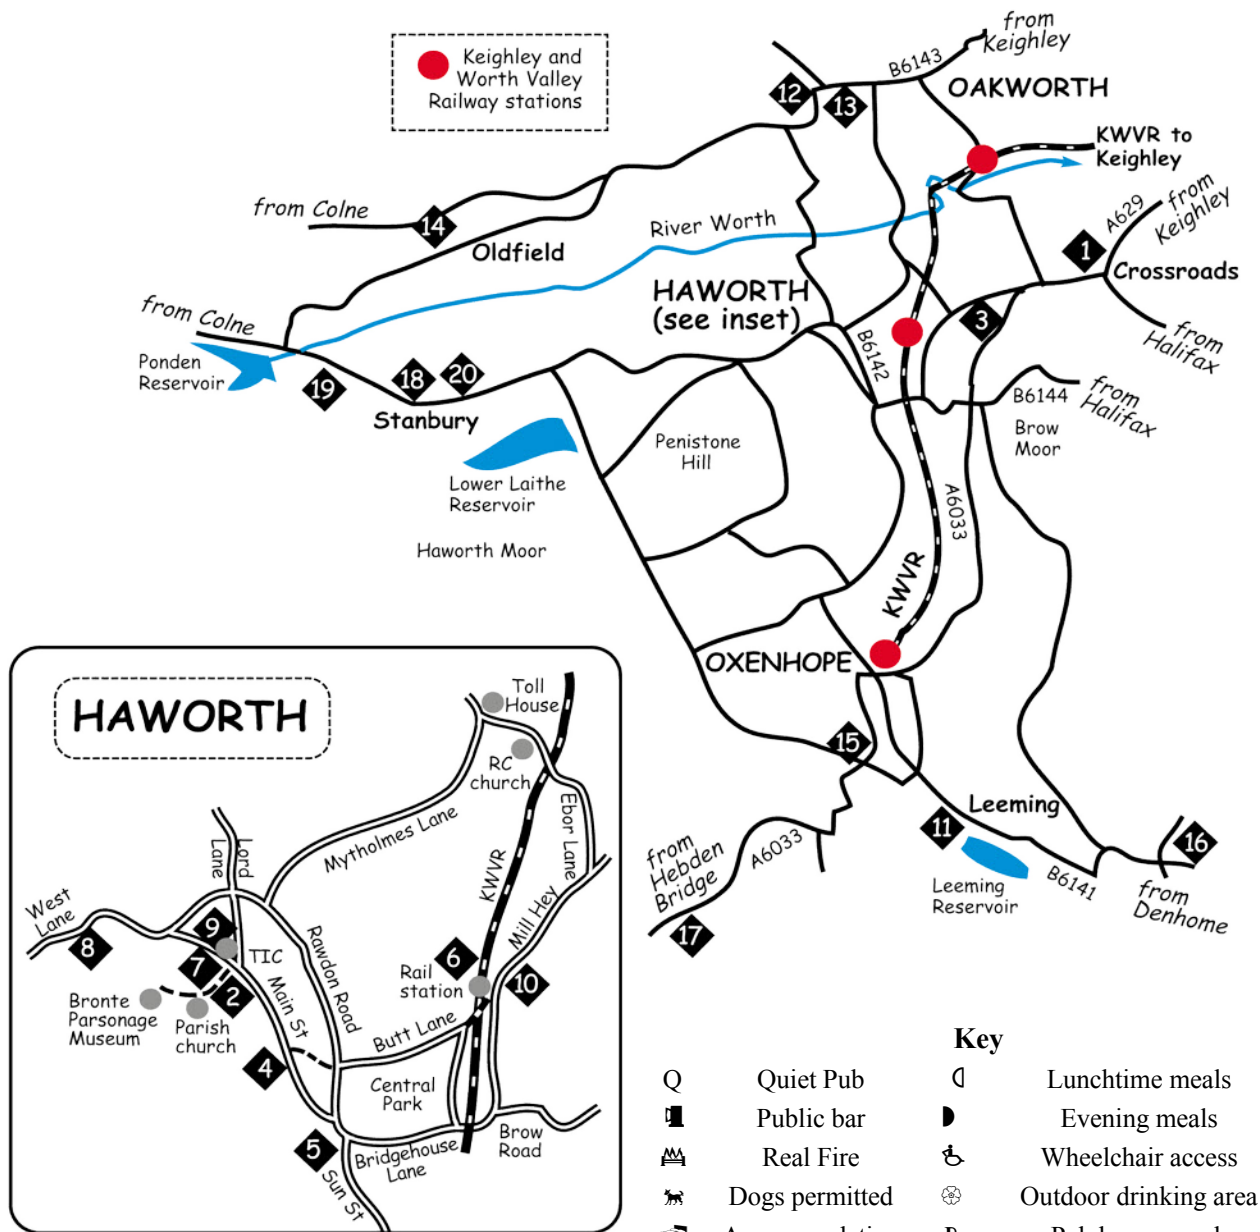 Keighley and
Worth Valley
Railway stations
from
Keighley
B6143
OAKWORTH
12
13
KWVR to
Keighley
from Colne
14
River Worth
Oldfield
A629
from
Keighley
1
Crossroads
HAWORTH
(see inset)
3
from
Halifax
from Colne
B6142
Ponden
Reservoir
19
18
20
Stanbury
B6144
from
Halifax
Brow
Moor
Penistone
Hill
Lower Laithe
Reservoir
A6033
Haworth Moor
KWVR
OXENHOPE
15
Leeming
11
16
from
Hebden
Bridge
A6033
B6141
Leeming
Reservoir
from
Denhome
17
HAWORTH
Toll
House
RC
church
Ebor Lane
Mytholmes Lane
Lord
Lane
KWVR
West
Lane
8
9
TIC
Rawdon Road
Mill Hey
7
2
Main St
6
Rail
station
10
Bronte
Parsonage
Museum
Parish
church
Butt Lane
4
Central
Park
5
Bridgehouse
Lane
Brow
Road
Sun St
Key
Q Quiet Pub Lunchtime meals
Public bar Evening meals
Real Fire Wheelchair access
Dogs permitted Outdoor drinking area